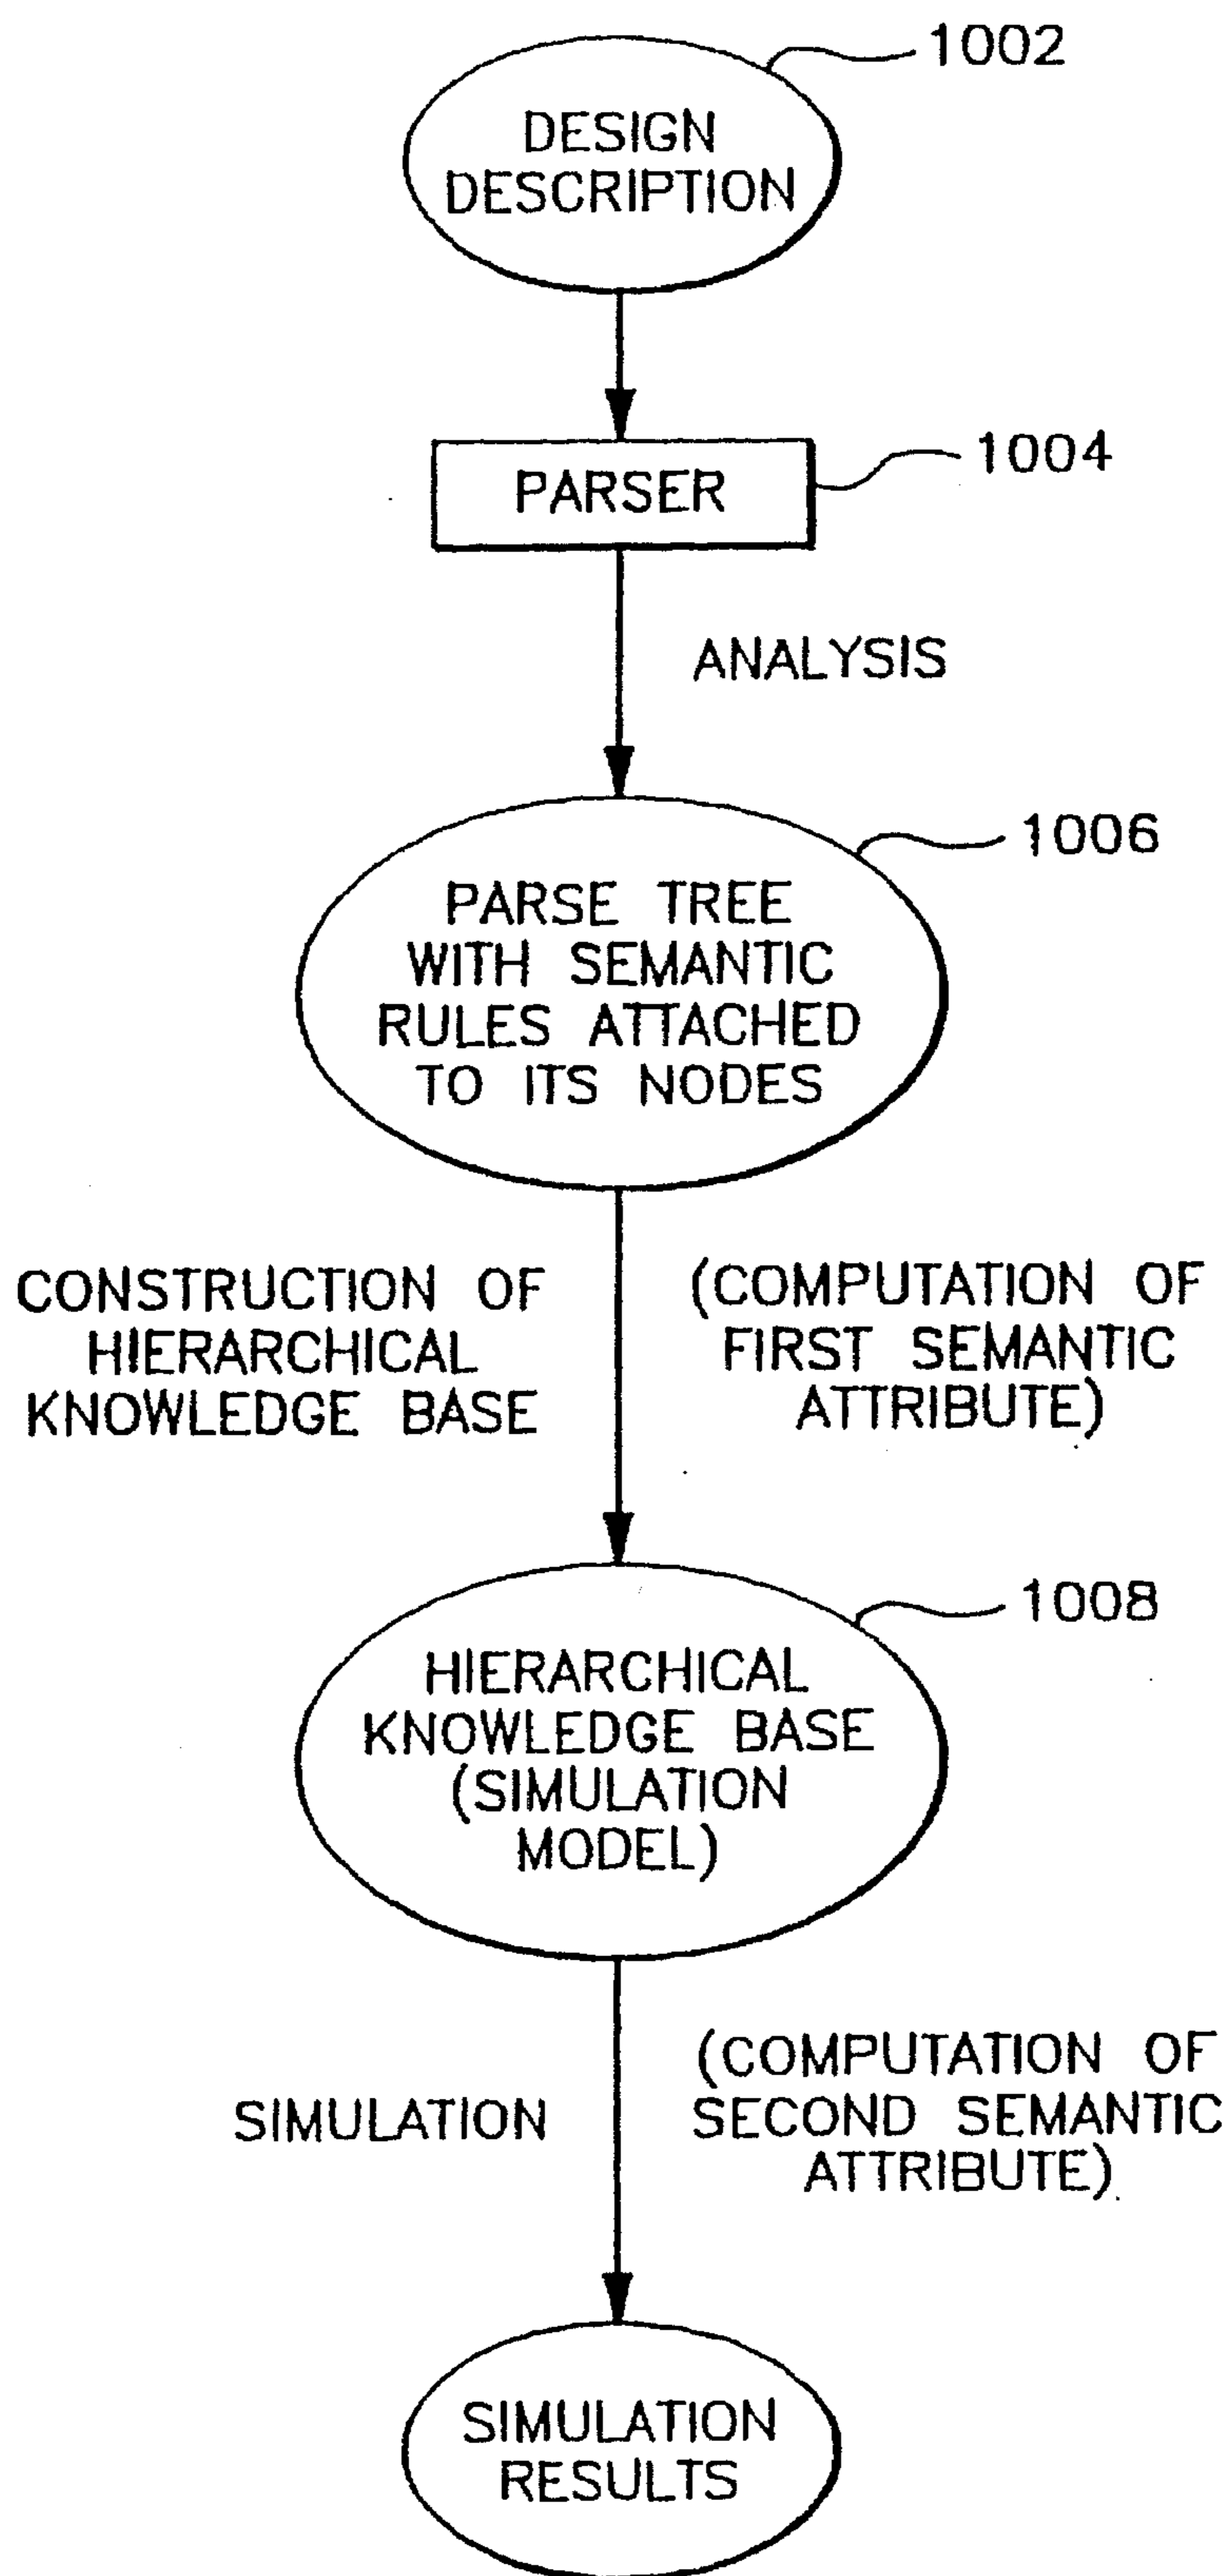 1002
DESIGN
DESCRIPTION
1004
PARSER
ANALYSIS
1006
PARSE TREE
WITH SEMANTIC
RULES ATTACHED
TO ITS NODES
CONSTRUCTION OF
HIERARCHICAL
KNOWLEDGE BASE
(COMPUTATION OF
FIRST SEMANTIC
ATTRIBUTE)
1008
HIERARCHICAL
KNOWLEDGE BASE
(SIMULATION
MODEL)
SIMULATION
(COMPUTATION OF
SECOND SEMANTIC
ATTRIBUTE)
SIMULATION
RESULTS